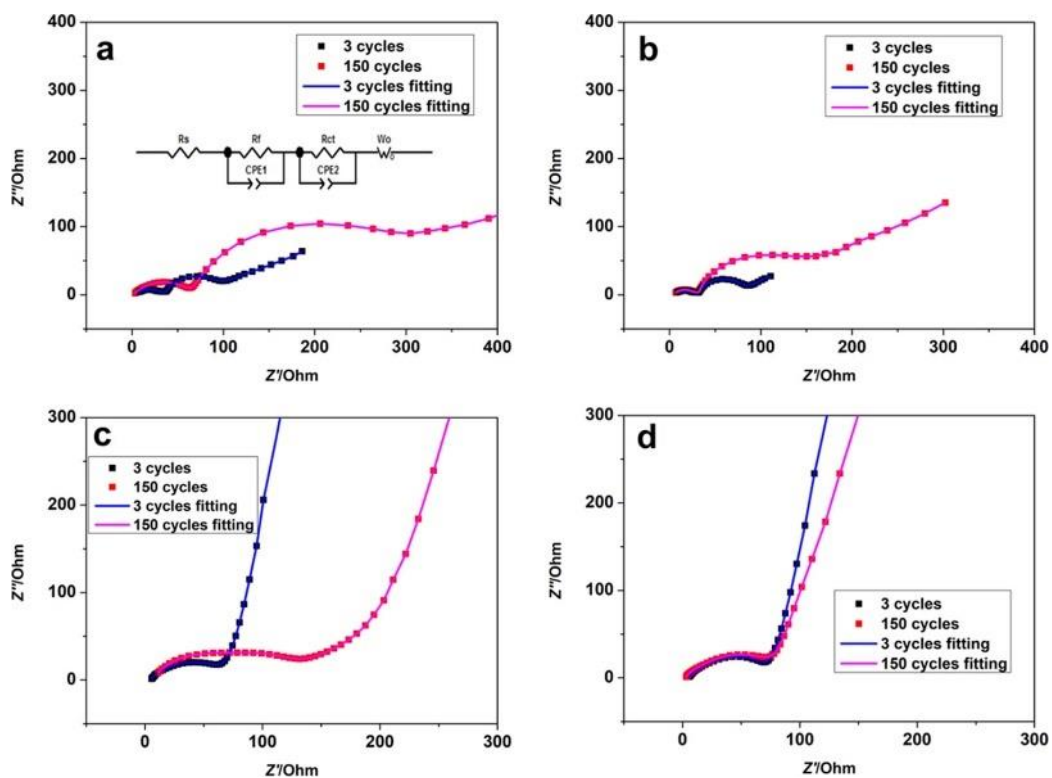 a
3 cycles
150 cycles
3 cycles fitting
150 cycles fitting
Rs
Rf
Rct
Wo
CPE1
CPE2
400
300
200
100
0
Z''/Ohm
0 100 200 300 400
Z'/Ohm
b
3 cycles
150 cycles
3 cycles fitting
150 cycles fitting
400
300
200
100
0
Z''/Ohm
0 100 200 300 400
Z'/Ohm
c
3 cycles
150 cycles
3 cycles fitting
150 cycles fitting
300
200
100
0
Z''/Ohm
0 100 200 300
Z'/Ohm
d
3 cycles
150 cycles
3 cycles fitting
150 cycles fitting
300
200
100
0
Z''/Ohm
0 100 200 300
Z'/Ohm